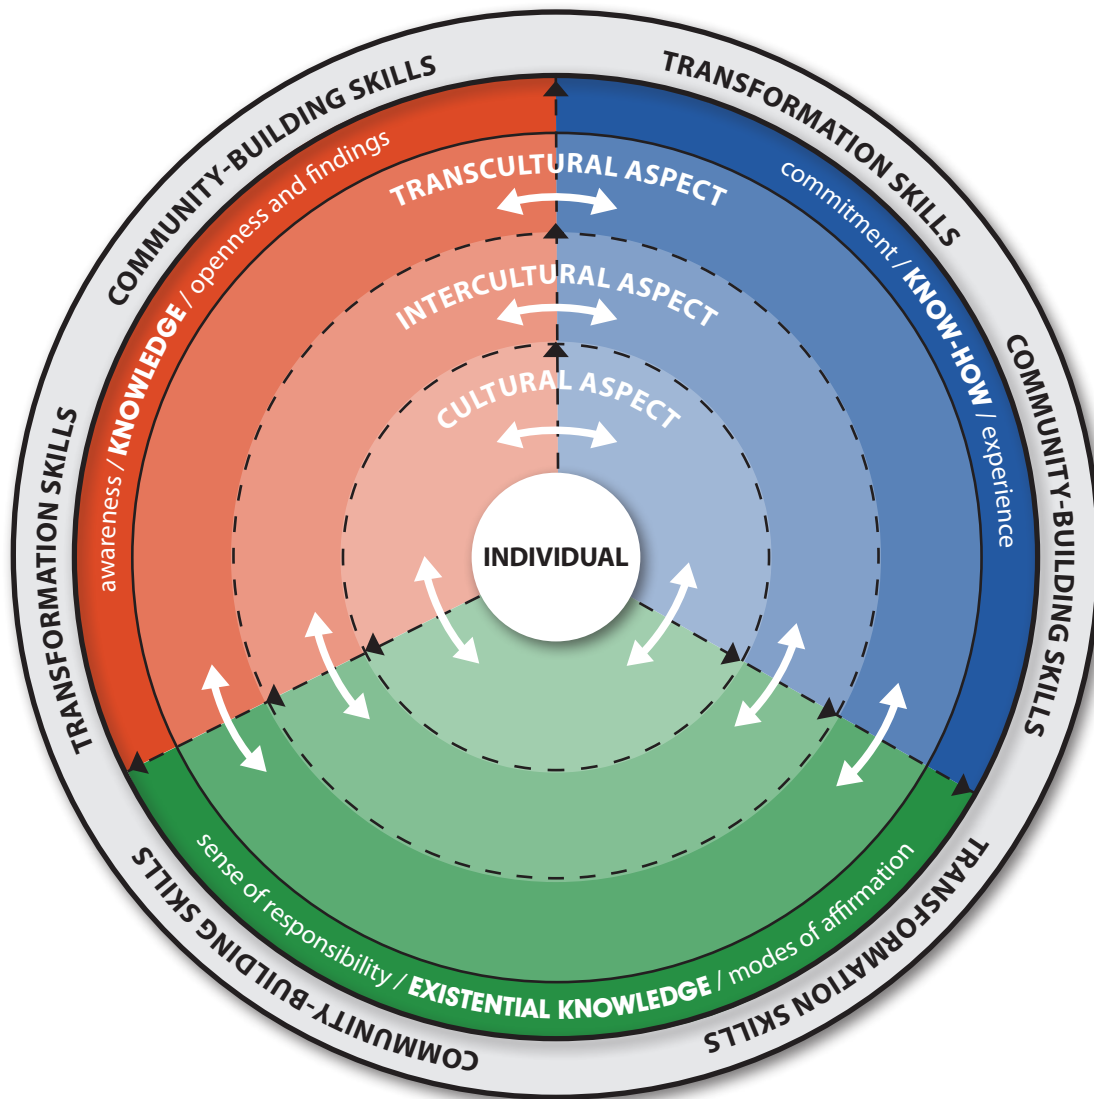 COMMUNITY-BUILDING SKILLS
TRANSFORMATION SKILLS
awareness / KNOWLEDGE / openness and findings
commitment / KNOW-HOW / experience
TRANSCULTURAL ASPECT
INTERCULTURAL ASPECT
CULTURAL ASPECT
INDIVIDUAL
TRANSFORMATION SKILLS
COMMUNITY-BUILDING SKILLS
sense of responsibility / EXISTENTIAL KNOWLEDGE / modes of affirmation
COMMUNITY-BUILDING SKILLS
TRANSFORMATION SKILLS